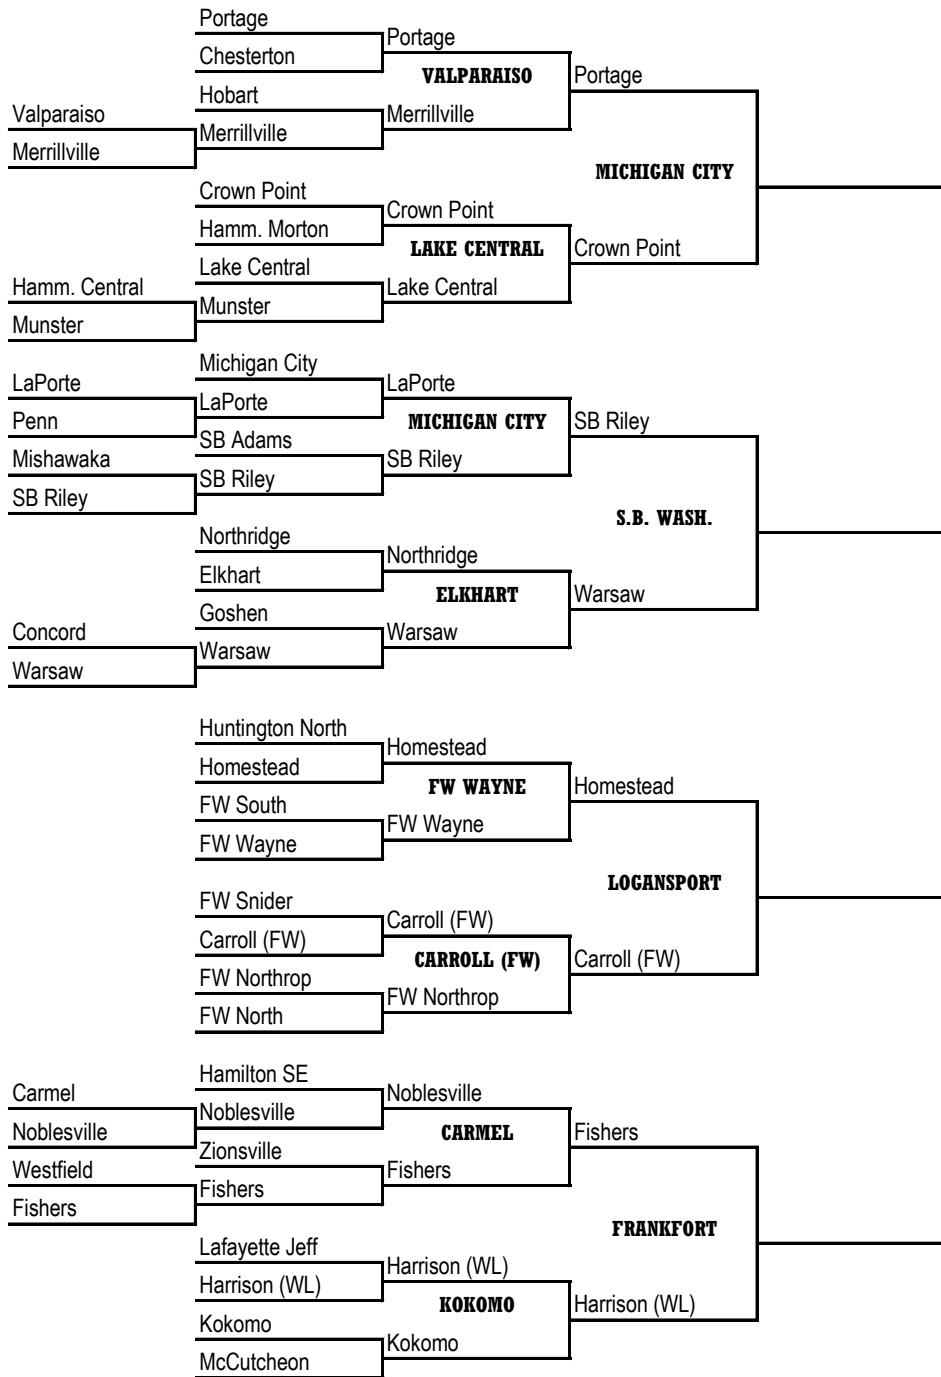 Portage
Portage
Chesterton
VALPARAISO
Portage
Hobart
Valparaiso
Merrillville
Merrillville
Merrillville
MICHIGAN CITY
Crown Point
Crown Point
Hamm. Morton
LAKE CENTRAL
Crown Point
Lake Central
Hamm. Central
Lake Central
Munster
Munster
Michigan City
LaPorte
LaPorte
LaPorte
Penn
MICHIGAN CITY
SB Riley
SB Adams
Mishawaka
SB Riley
SB Riley
SB Riley
S.B. WASH.
Northridge
Northridge
Elkhart
ELKHART
Warsaw
Goshen
Concord
Warsaw
Warsaw
Warsaw
Huntington North
Homestead
Homestead
FW WAYNE
Homestead
FW South
FW Wayne
FW Wayne
LOGANSPORT
FW Snider
Carroll (FW)
Carroll (FW)
CARROLL (FW)
Carroll (FW)
FW Northrop
FW Northrop
FW North
Hamilton SE
Carmel
Noblesville
Noblesville
Noblesville
CARMEL
Fishers
Zionsville
Westfield
Fishers
Fishers
Fishers
FRANKFORT
Lafayette Jeff
Harrison (WL)
Harrison (WL)
KOKOMO
Harrison (WL)
Kokomo
Kokomo
McCutcheon